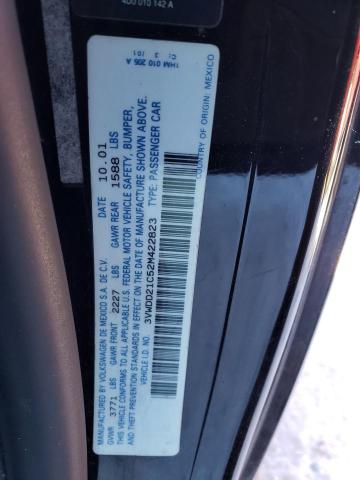 4D0 010 142 A
1HM 010 205 A C: 3 /01
MANUFACTURED BY VOLKSWAGEN DE MEXICO S.A. DE C.V. DATE 10.01
GVWR 3771 LBS GAWR FRONT 2227 LBS GAWR REAR 1588 LBS
THIS VEHICLE CONFORMS TO ALL APPLICABLE U.S. FEDERAL MOTOR VEHICLE SAFETY, BUMPER,
AND THEFT PREVENTION STANDARDS IN EFFECT ON THE DATE OF MANUFACTURE SHOWN ABOVE.
VEHICLE I.D. NO. 3VWDD21C52M422823 TYPE: PASSENGER CAR
COUNTRY OF ORIGIN: MEXICO